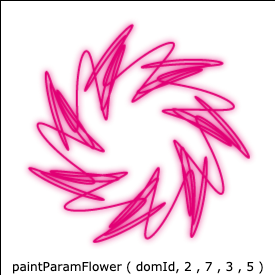 paintParamFlower ( domId, 2 , 7 , 3 , 5 )